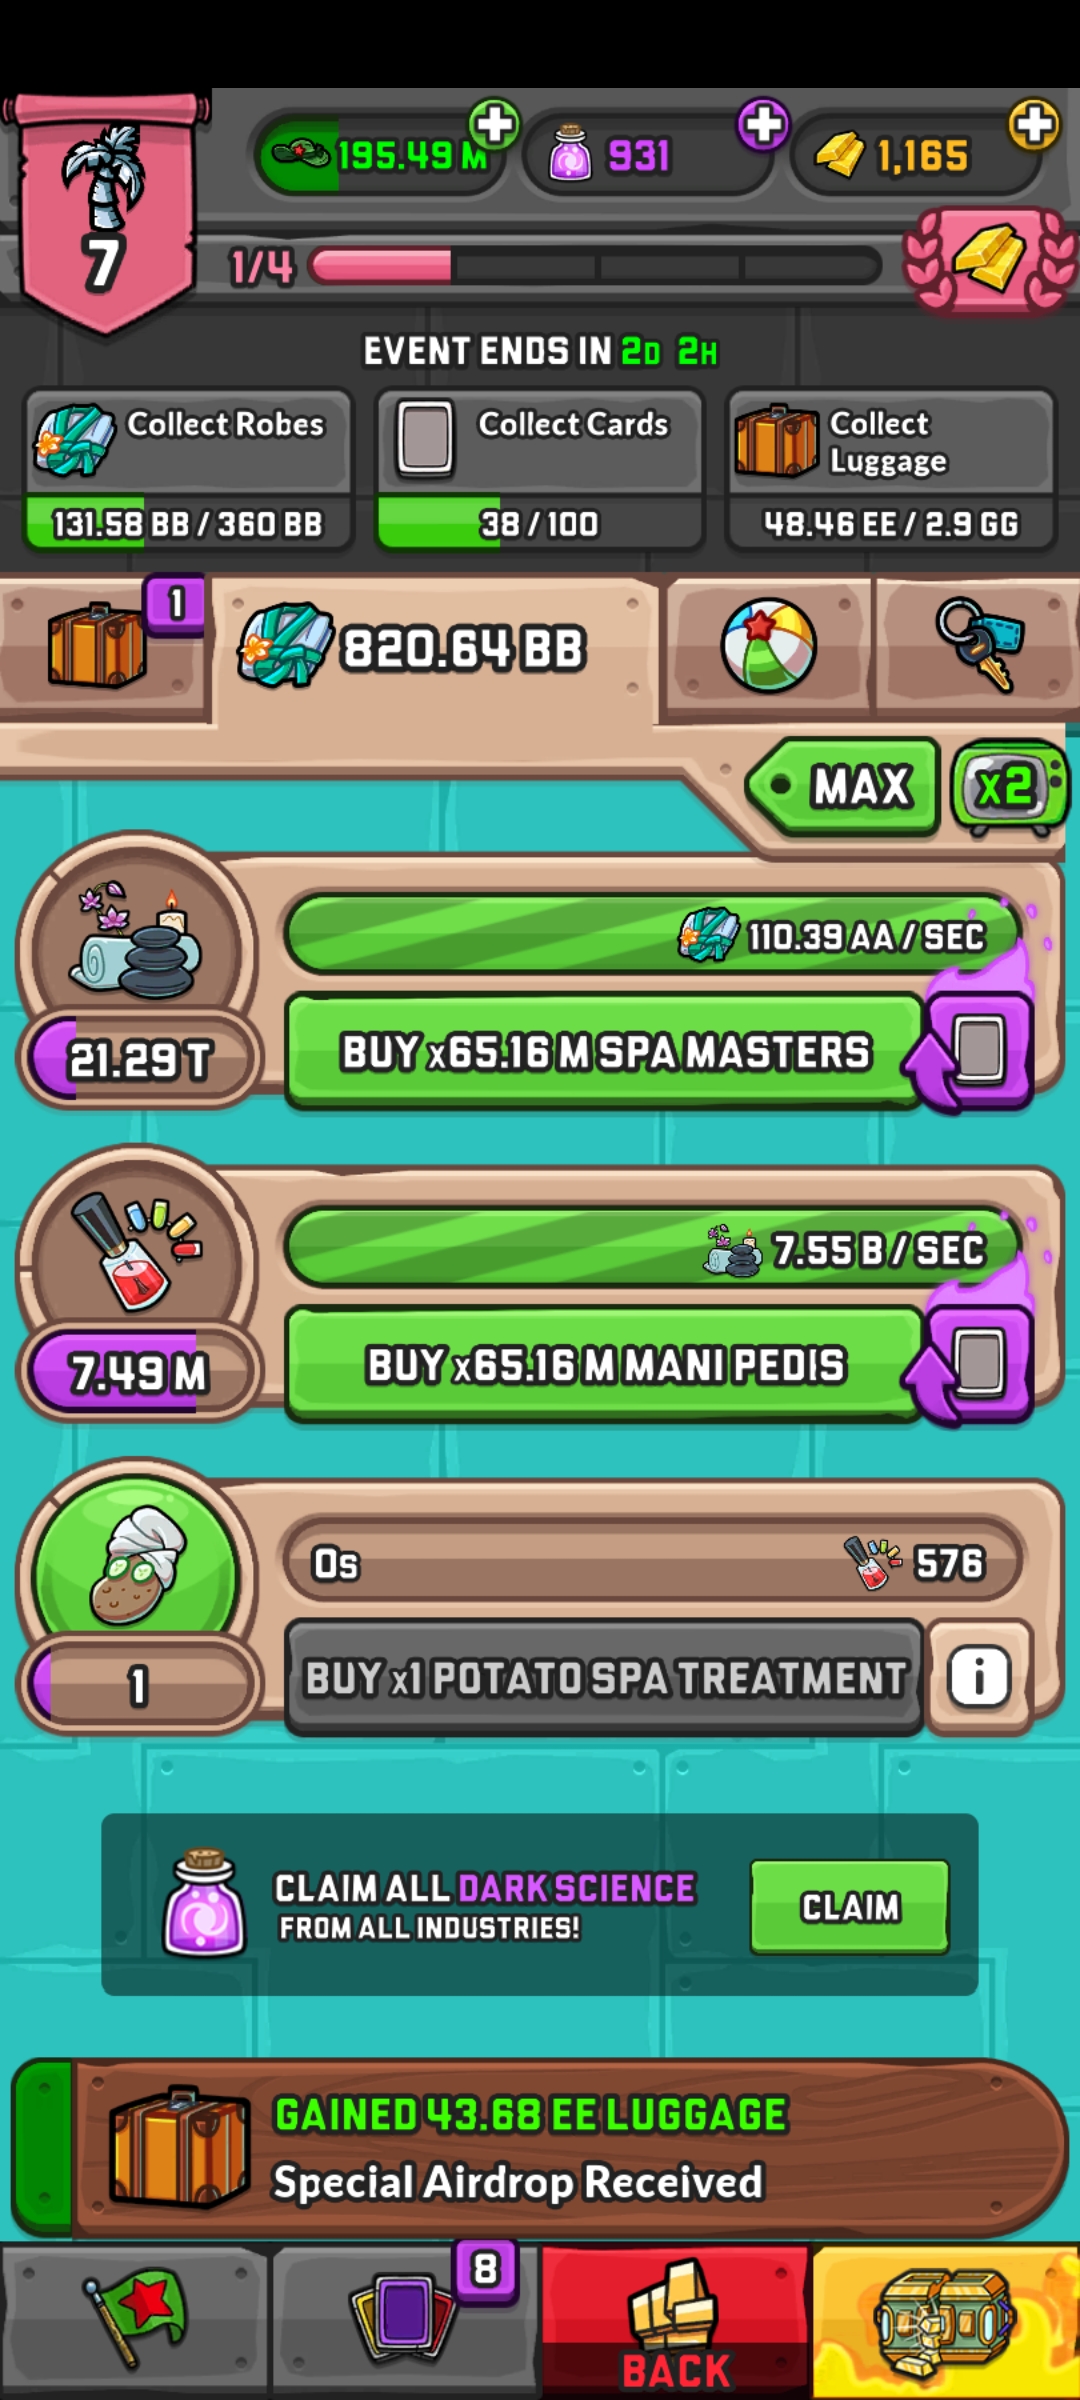 195.49 M
931
1,165
7
1/4
EVENT ENDS IN 2D 2H
Collect Robes
131.58 BB / 360 BB
Collect Cards
38 / 100
Collect
Luggage
48.46 EE / 2.9 GG
1
820.64 BB
MAX
x2
110.39 AA / SEC
21.29 T
BUY x65.16 M SPA MASTERS
7.55 B / SEC
7.49 M
BUY x65.16 M MANI PEDIS
0s
576
1
BUY x1 POTATO SPA TREATMENT
i
CLAIM ALL DARK SCIENCE
FROM ALL INDUSTRIES!
CLAIM
GAINED 43.68 EE LUGGAGE
Special Airdrop Received
8
BACK